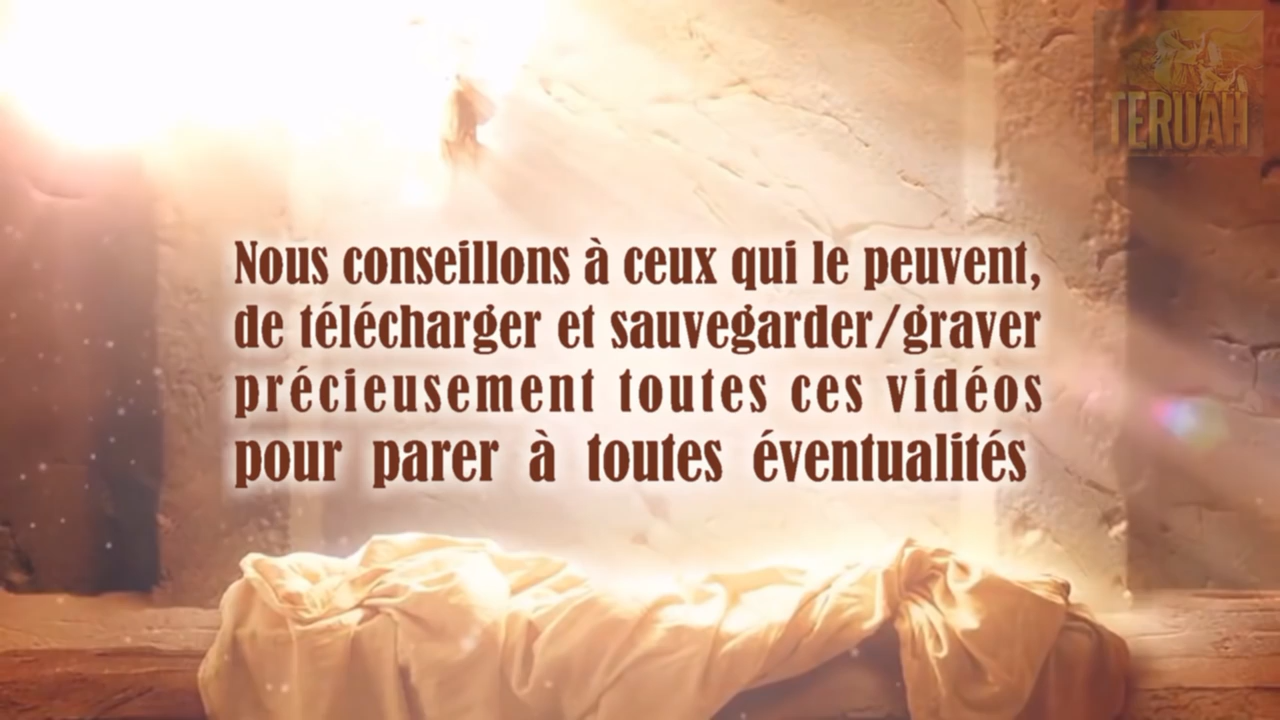 TERUAH
Nous conseillons à ceux qui le peuvent,
de télécharger et sauvegarder/graver
précieusement toutes ces vidéos
pour parer à toutes éventualités